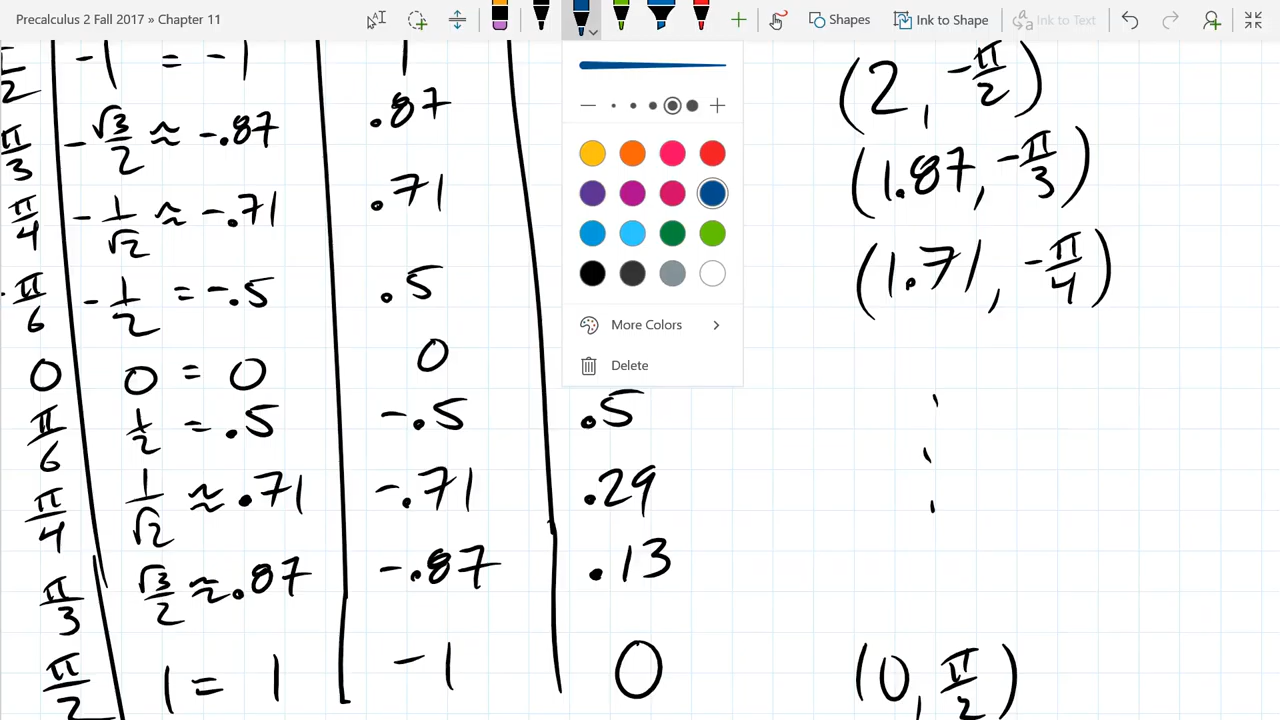 Precalculus 2 Fall 2017 » Chapter 11
Shapes
Ink to Shape
Ink to Text
More Colors
Delete
π/2 -1 = -1 1 (2, -π/2)
π/3 -√3/2 ≈ -.87 .87 (1.87, -π/3)
π/4 -1/√2 ≈ -.71 .71 (1.71, -π/4)
-π/6 -1/2 = -.5 .5
0 0 = 0 0
π/6 1/2 = .5 -.5 .5
π/4 1/√2 ≈ .71 -.71 .29
π/3 √3/2 ≈ .87 -.87 .13
π/2 1 = 1 -1 0 (0, π/2)